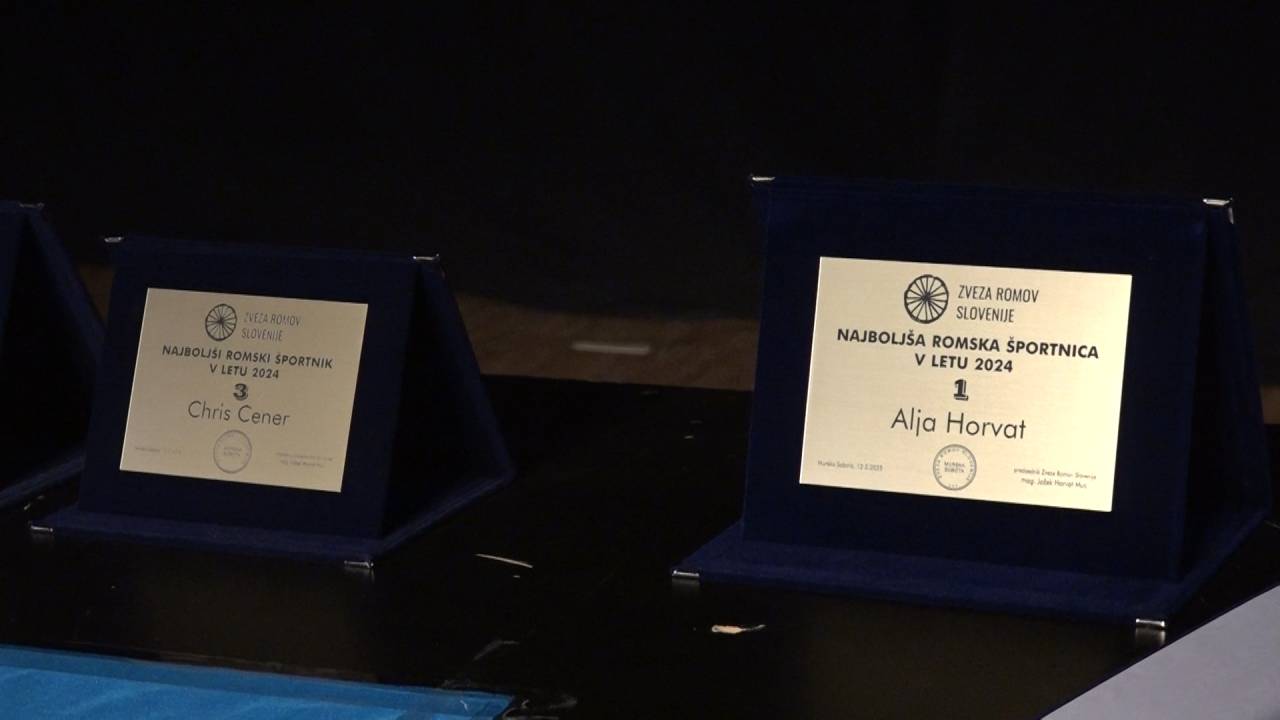 ZVEZA ROMOV
SLOVENIJE
NAJBOLJŠI ROMSKI ŠPORTNIK
V LETU 2024
3
Chris Cener
ZVEZA ROMOV
SLOVENIJE
NAJBOLJŠA ROMSKA ŠPORTNICA
V LETU 2024
1
Alja Horvat
MURSKA
SOBOTA
Murska Sobota,
predsednik Zveze Romov Slovenije
mag. Jožek Horvat Muc